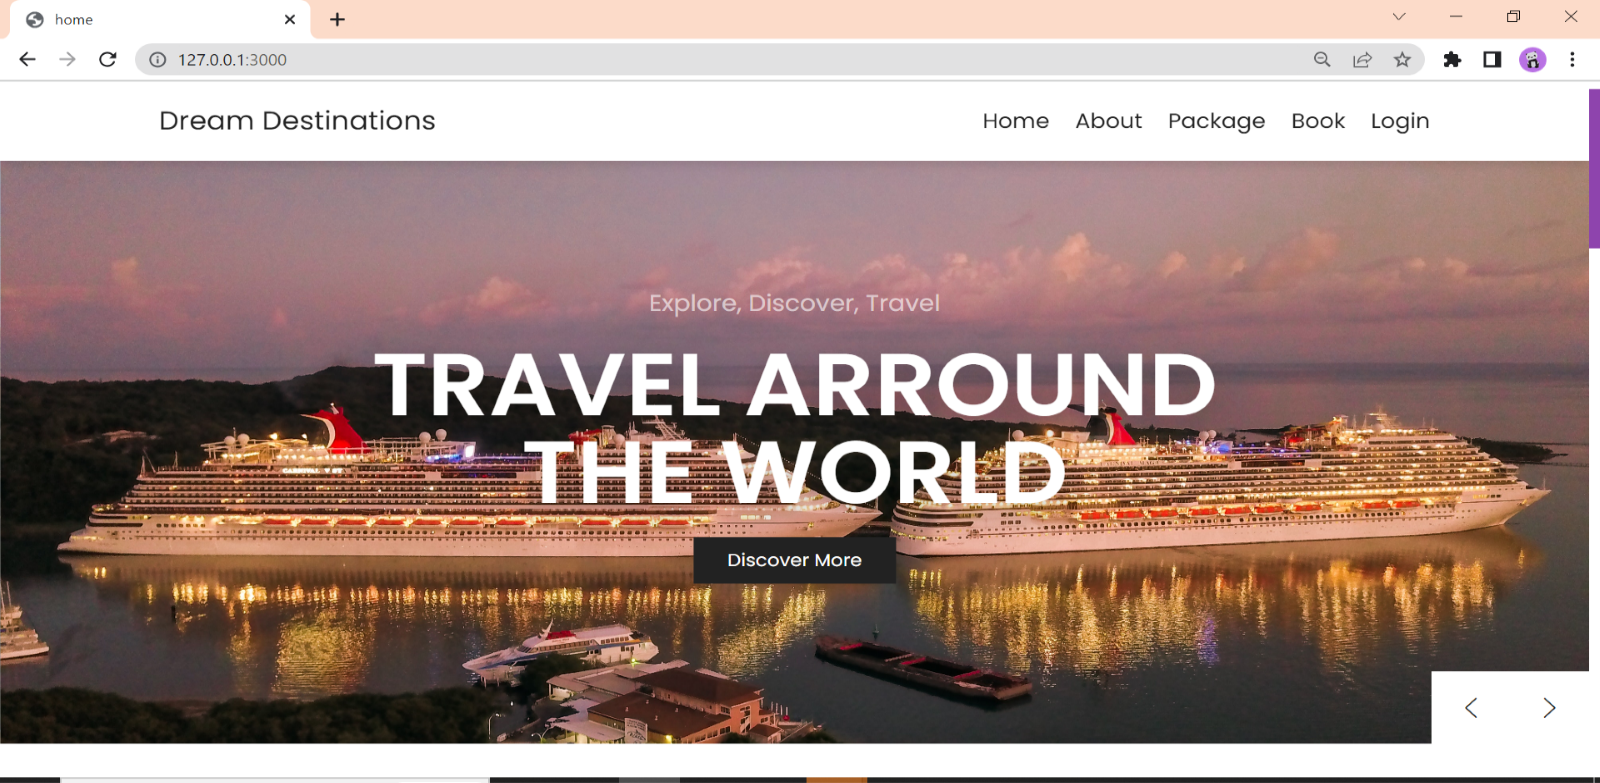 home
127.0.0.1:3000
Dream Destinations
Home About Package Book Login
Explore, Discover, Travel
TRAVEL ARROUND
THE WORLD
Discover More